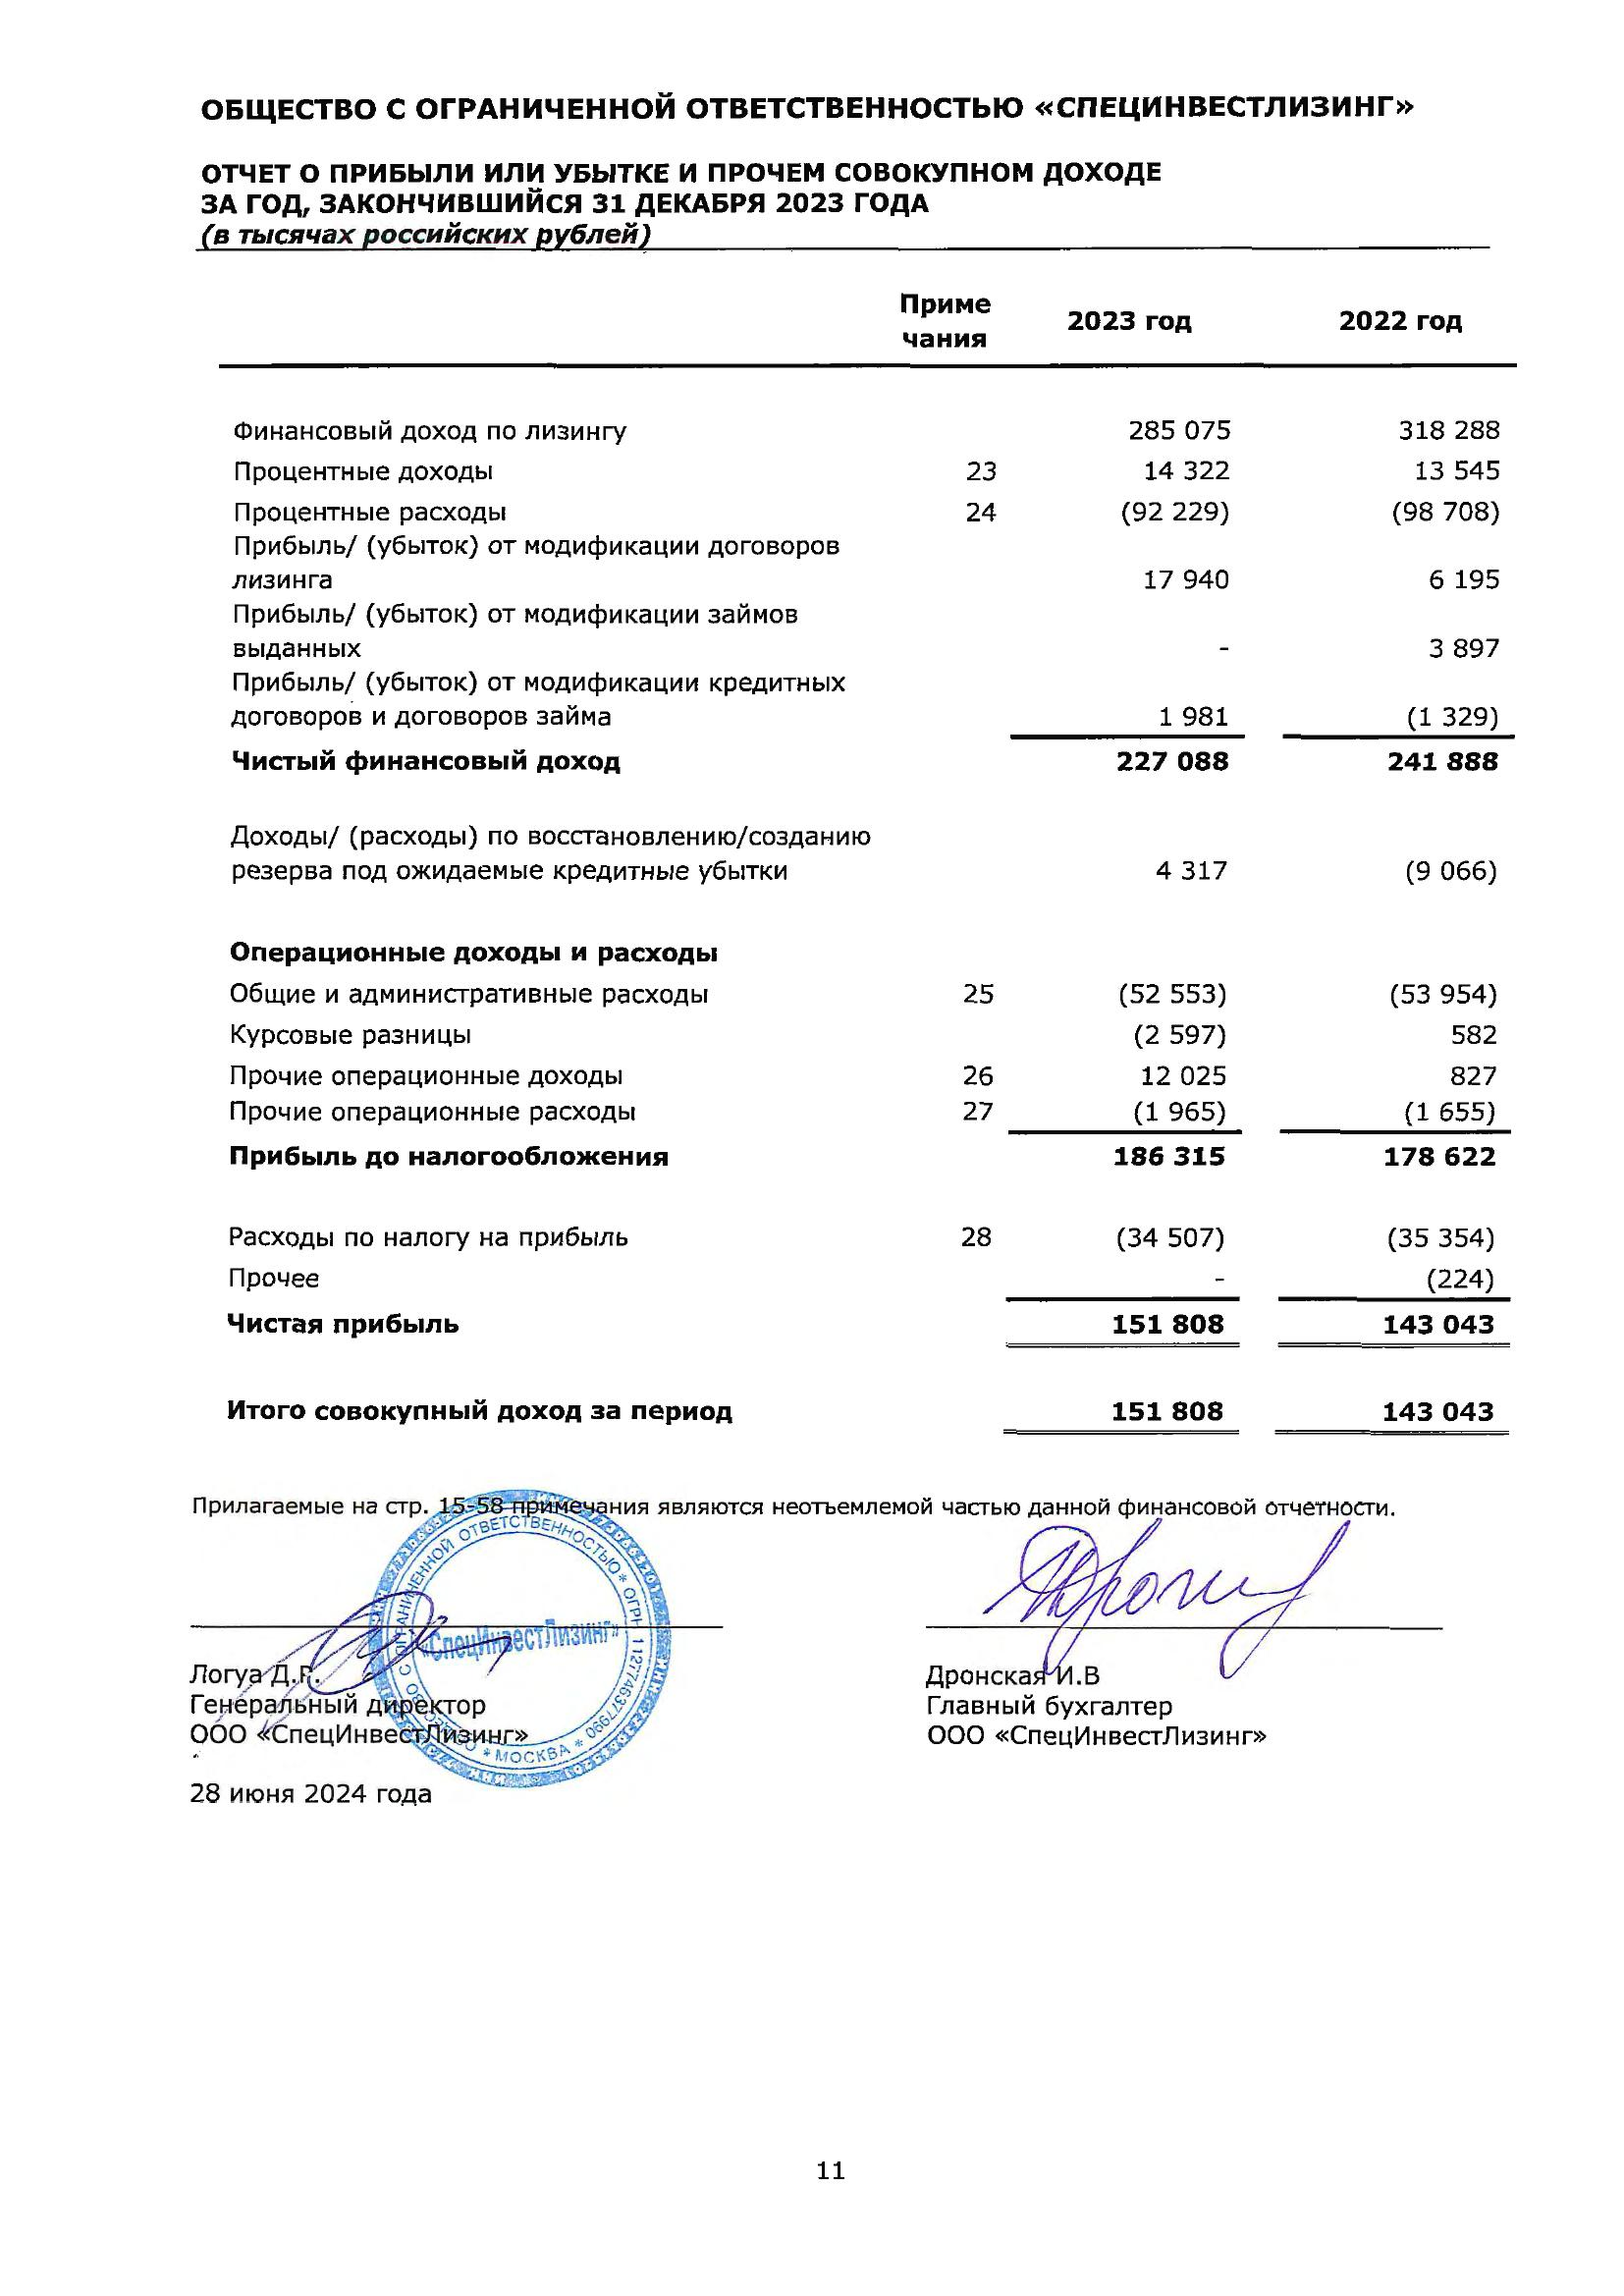 ОБЩЕСТВО С ОГРАНИЧЕННОЙ ОТВЕТСТВЕННОСТЬЮ «СПЕЦИНВЕСТЛИЗИНГ»
ОТЧЕТ О ПРИБЫЛИ ИЛИ УБЫТКЕ И ПРОЧЕМ СОВОКУПНОМ ДОХОДЕ
ЗА ГОД, ЗАКОНЧИВШИЙСЯ 31 ДЕКАБРЯ 2023 ГОДА
(в тысячах российских рублей)
Приме
чания 2023 год 2022 год
Финансовый доход по лизингу 285 075 318 288
Процентные доходы 23 14 322 13 545
Процентные расходы 24 (92 229) (98 708)
Прибыль/ (убыток) от модификации договоров
лизинга 17 940 6 195
Прибыль/ (убыток) от модификации займов
выданных - 3 897
Прибыль/ (убыток) от модификации кредитных
договоров и договоров займа 1 981 (1 329)
Чистый финансовый доход 227 088 241 888
Доходы/ (расходы) по восстановлению/созданию
резерва под ожидаемые кредитные убытки 4 317 (9 066)
Операционные доходы и расходы
Общие и административные расходы 25 (52 553) (53 954)
Курсовые разницы (2 597) 582
Прочие операционные доходы 26 12 025 827
Прочие операционные расходы 27 (1 965) (1 655)
Прибыль до налогообложения 186 315 178 622
Расходы по налогу на прибыль 28 (34 507) (35 354)
Прочее - (224)
Чистая прибыль 151 808 143 043
Итого совокупный доход за период 151 808 143 043
Прилагаемые на стр. 15-58 примечания являются неотъемлемой частью данной финансовой отчетности.
С ОГРАНИЧЕННОЙ ОТВЕТСТВЕННОСТЬЮ * ОГРН 1127746377990 * МОСКВА *
«СпецИнвестЛизинг»
Логуа Д.Р. Дронская И.В
Генеральный директор Главный бухгалтер
ООО «СпецИнвестЛизинг» ООО «СпецИнвестЛизинг»
28 июня 2024 года
11